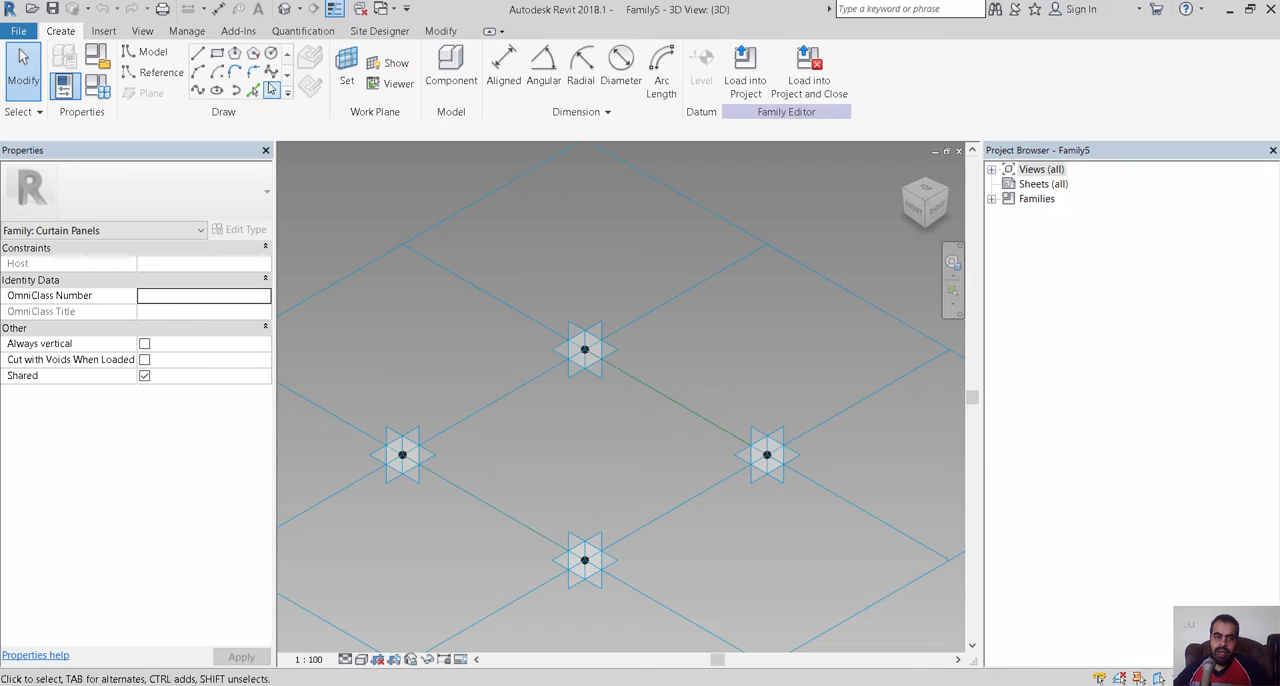 Autodesk Revit 2018.1 - Family5 - 3D View: {3D}
Type a keyword or phrase
Sign In
File Create Insert View Manage Add-Ins Quantification Site Designer Modify
Modify
Model
Reference
Plane
Set
Show
Viewer
Component
Aligned Angular Radial Diameter Arc Length
Level
Load into Project
Load into Project and Close
Select Properties Draw Work Plane Model Dimension Datum Family Editor
Properties
R
Family: Curtain Panels
Edit Type
Constraints
Host
Identity Data
OmniClass Number
OmniClass Title
Other
Always vertical
Cut with Voids When Loaded
Shared
Properties help
Apply
TOP
FRONT
RIGHT
Project Browser - Family5
Views (all)
Sheets (all)
Families
1 : 100
Click to select, TAB for alternates, CTRL adds, SHIFT unselects.